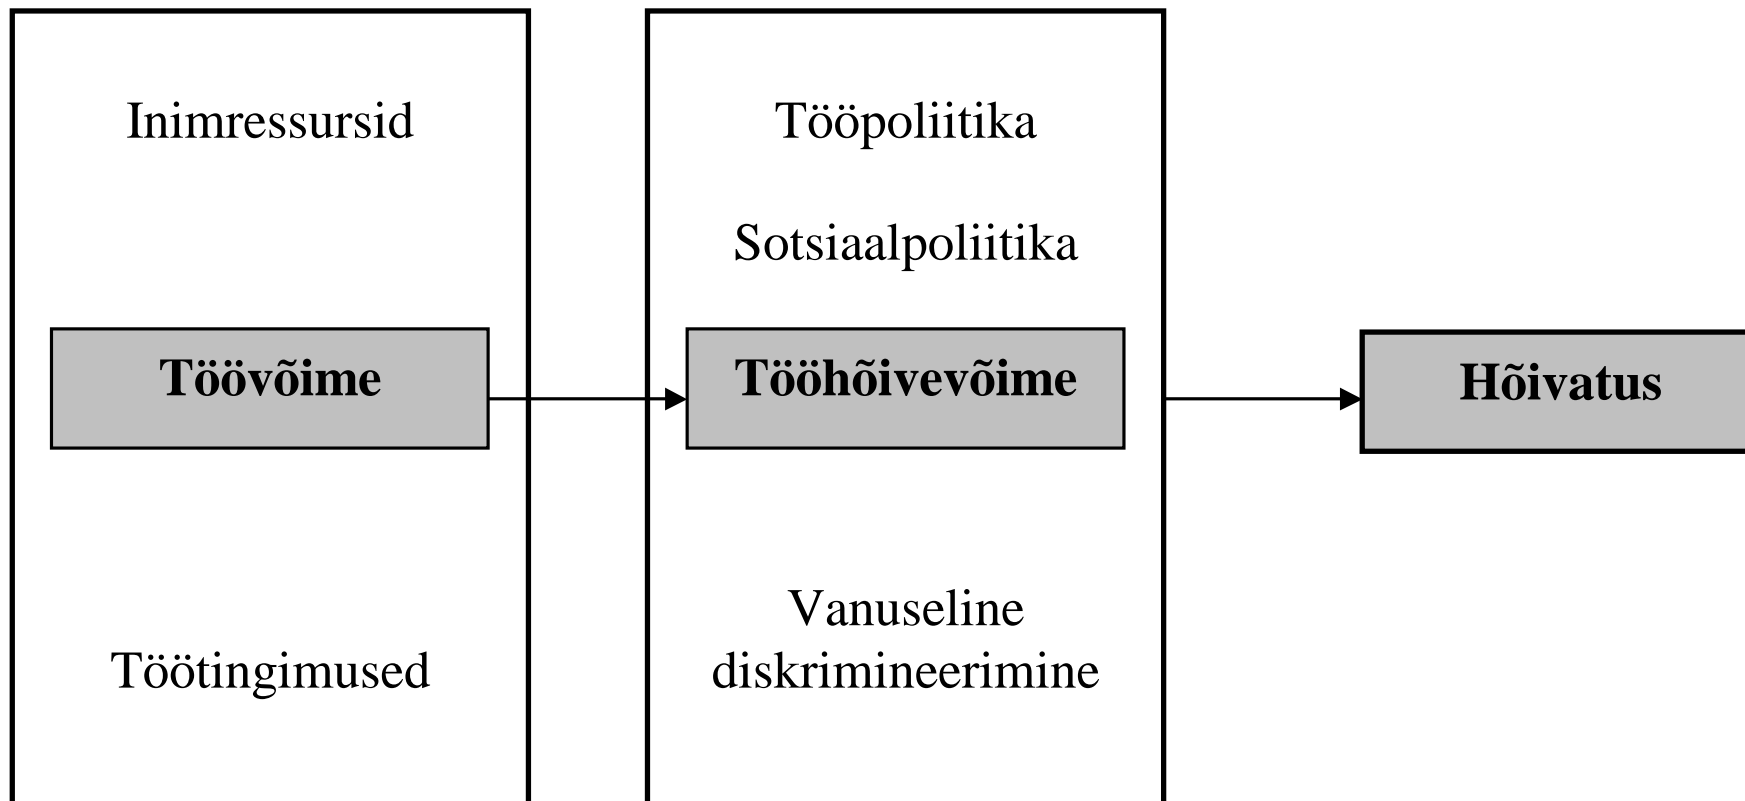 Inimressursid
Töövõime
Töötingimused
Tööpoliitika
Sotsiaalpoliitika
Tööhõivevõime
Vanuseline
diskrimineerimine
Hõivatus